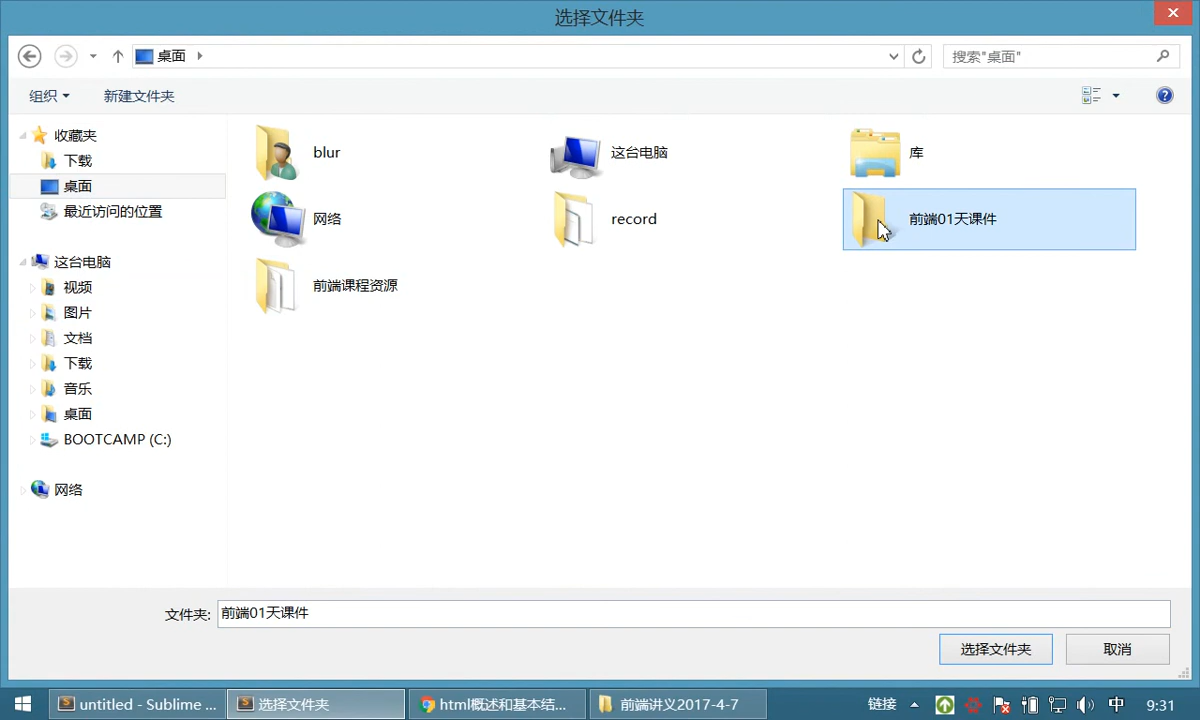 选择文件夹
桌面
搜索"桌面"
组织
新建文件夹
收藏夹
下载
桌面
最近访问的位置
这台电脑
视频
图片
文档
下载
音乐
桌面
BOOTCAMP (C:)
网络
blur
这台电脑
库
网络
record
前端01天课件
前端课程资源
文件夹: 前端01天课件
选择文件夹
取消
untitled - Sublime ...
选择文件夹
html概述和基本结...
前端讲义2017-4-7
链接
中
9:31